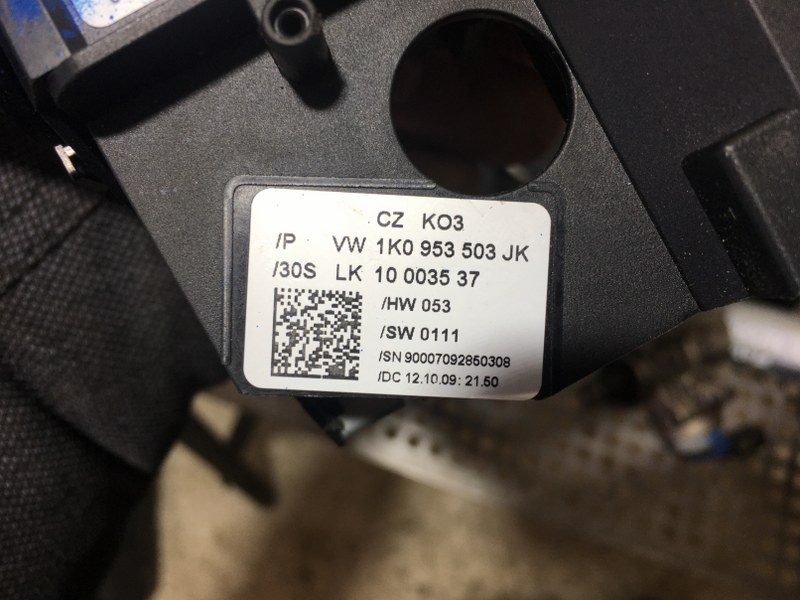 CZ KO3
/P VW 1K0 953 503 JK
/30S LK 10 0035 37
/HW 053
/SW 0111
/SN 90007092850308
/DC 12.10.09: 21.50